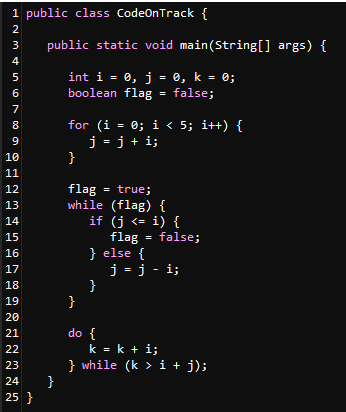 1 public class CodeOnTrack {
2
3    public static void main(String[] args) {
4
5       int i = 0, j = 0, k = 0;
6       boolean flag = false;
7
8       for (i = 0; i < 5; i++) {
9          j = j + i;
10       }
11
12       flag = true;
13       while (flag) {
14          if (j <= i) {
15             flag = false;
16          } else {
17             j = j - i;
18          }
19       }
20
21       do {
22          k = k + i;
23       } while (k > i + j);
24    }
25 }